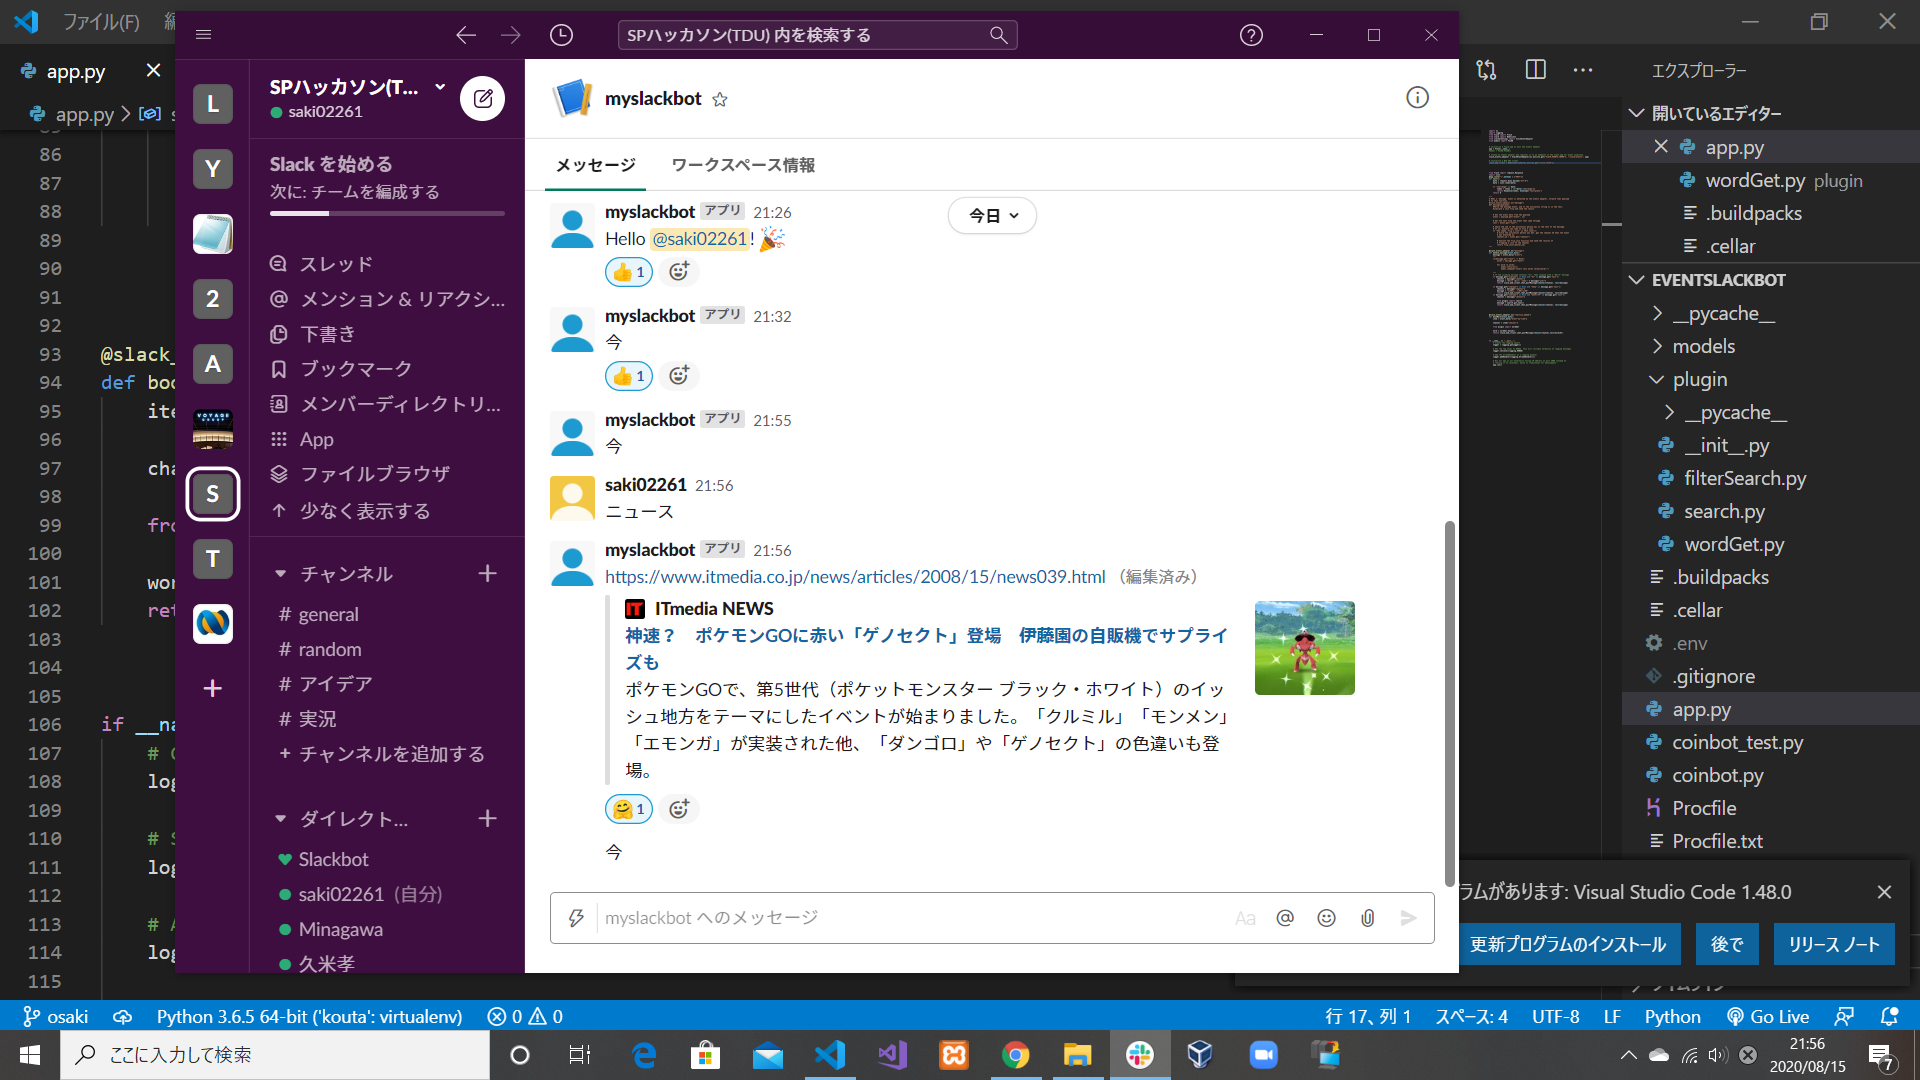 ファイル(F)
SPハッカソン(TDU) 内を検索する
app.py
エクスプローラー
app.py
SPハッカソン(T...
saki02261
myslackbot
開いているエディター
app.py
wordGet.py plugin
.buildpacks
.cellar
EVENTSLACKBOT
__pycache__
models
plugin
__pycache__
__init__.py
filterSearch.py
search.py
wordGet.py
.buildpacks
.cellar
.env
.gitignore
app.py
coinbot_test.py
coinbot.py
Procfile
Procfile.txt
L
Y
2
A
VOYAGE
S
T
Slack を始める
次に: チームを編成する
スレッド
メンション & リアクシ...
下書き
ブックマーク
メンバーディレクトリ...
App
ファイルブラウザ
少なく表示する
チャンネル
# general
# random
# アイデア
# 実況
+ チャンネルを追加する
ダイレクト...
Slackbot
saki02261 (自分)
Minagawa
久米孝
メッセージ
ワークスペース情報
今日
myslackbot アプリ 21:26
Hello @saki02261!
1
myslackbot アプリ 21:32
今
1
myslackbot アプリ 21:55
今
saki02261 21:56
ニュース
myslackbot アプリ 21:56
https://www.itmedia.co.jp/news/articles/2008/15/news039.html （編集済み）
ITmedia NEWS
神速？　ポケモンGOに赤い「ゲノセクト」登場　伊藤園の自販機でサプライ
ズも
ポケモンGOで、第5世代（ポケットモンスター ブラック・ホワイト）のイッ
シュ地方をテーマにしたイベントが始まりました。「クルミル」「モンメン」
「エモンガ」が実装された他、「ダンゴロ」や「ゲノセクト」の色違いも登
場。
1
今
myslackbot へのメッセージ
Aa
86
87
88
89
90
91
92
93 @slack_
94 def boo
95 ite
96
97 cha
98
99 fro
100
101 wor
102 ret
103
104
105
106 if __na
107 # C
108 log
109
110 # S
111 log
112
113 # A
114 log
115
ラムがあります: Visual Studio Code 1.48.0
更新プログラムのインストール
後で
リリース ノート
osaki
Python 3.6.5 64-bit ('kouta': virtualenv)
0
0
行 17、列 1
スペース: 4
UTF-8
LF
Python
Go Live
ここに入力して検索
21:56
2020/08/15
7